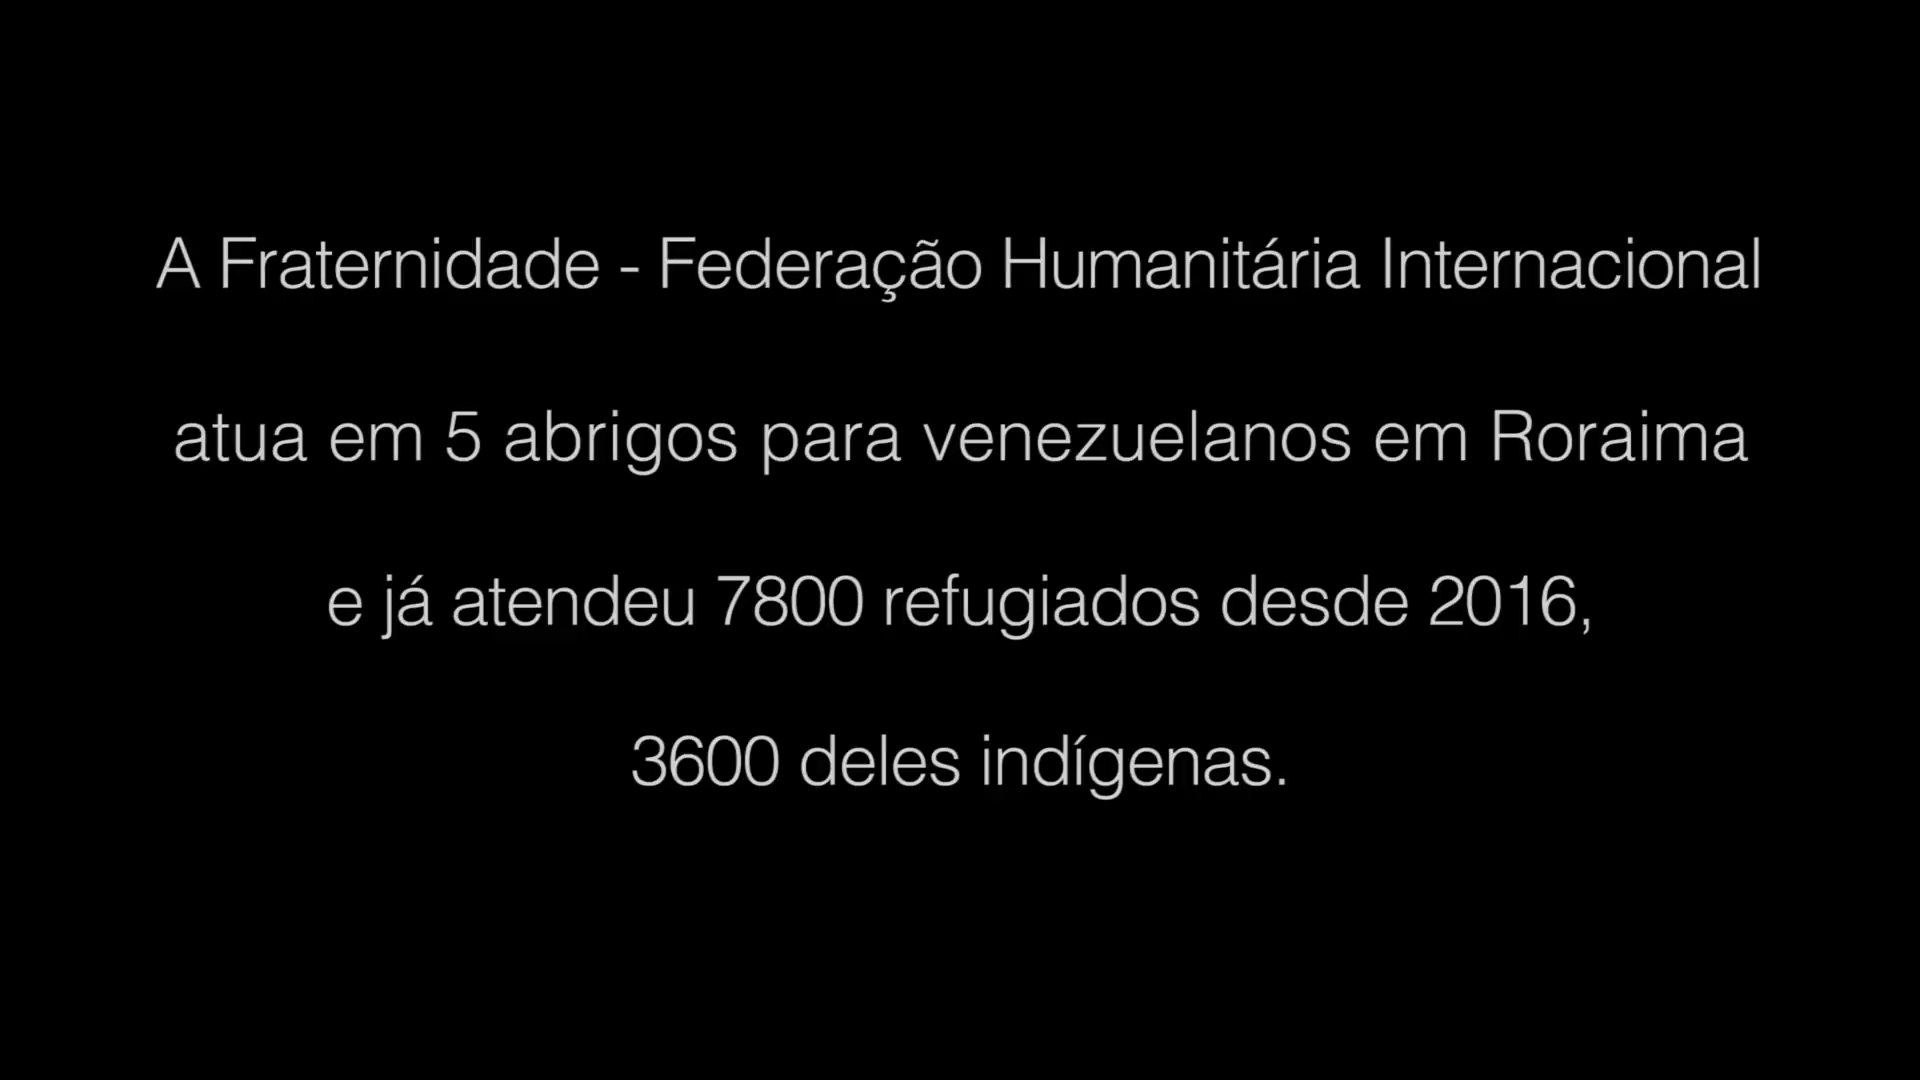 A Fraternidade - Federação Humanitária Internacional
atua em 5 abrigos para venezuelanos em Roraima
e já atendeu 7800 refugiados desde 2016,
3600 deles indígenas.